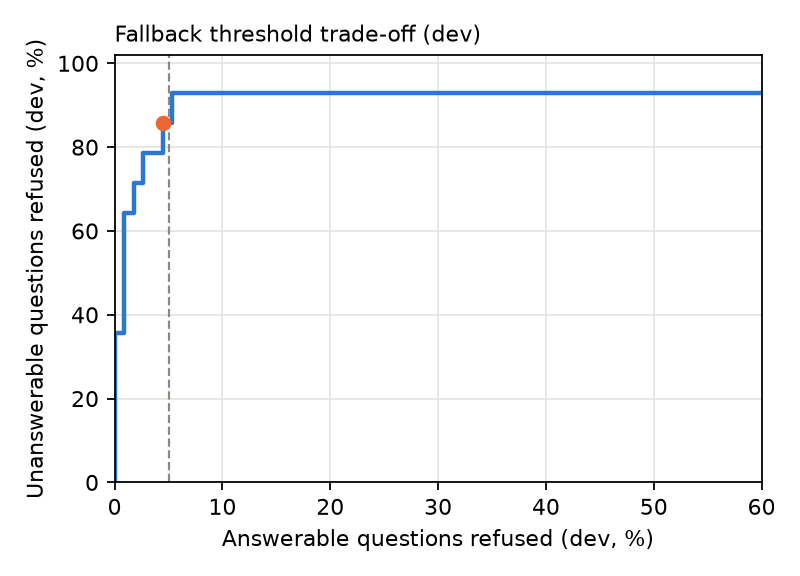 Fallback threshold trade-off (dev)
Unanswerable questions refused (dev, %)
100
80
60
40
20
0
0 10 20 30 40 50 60
Answerable questions refused (dev, %)